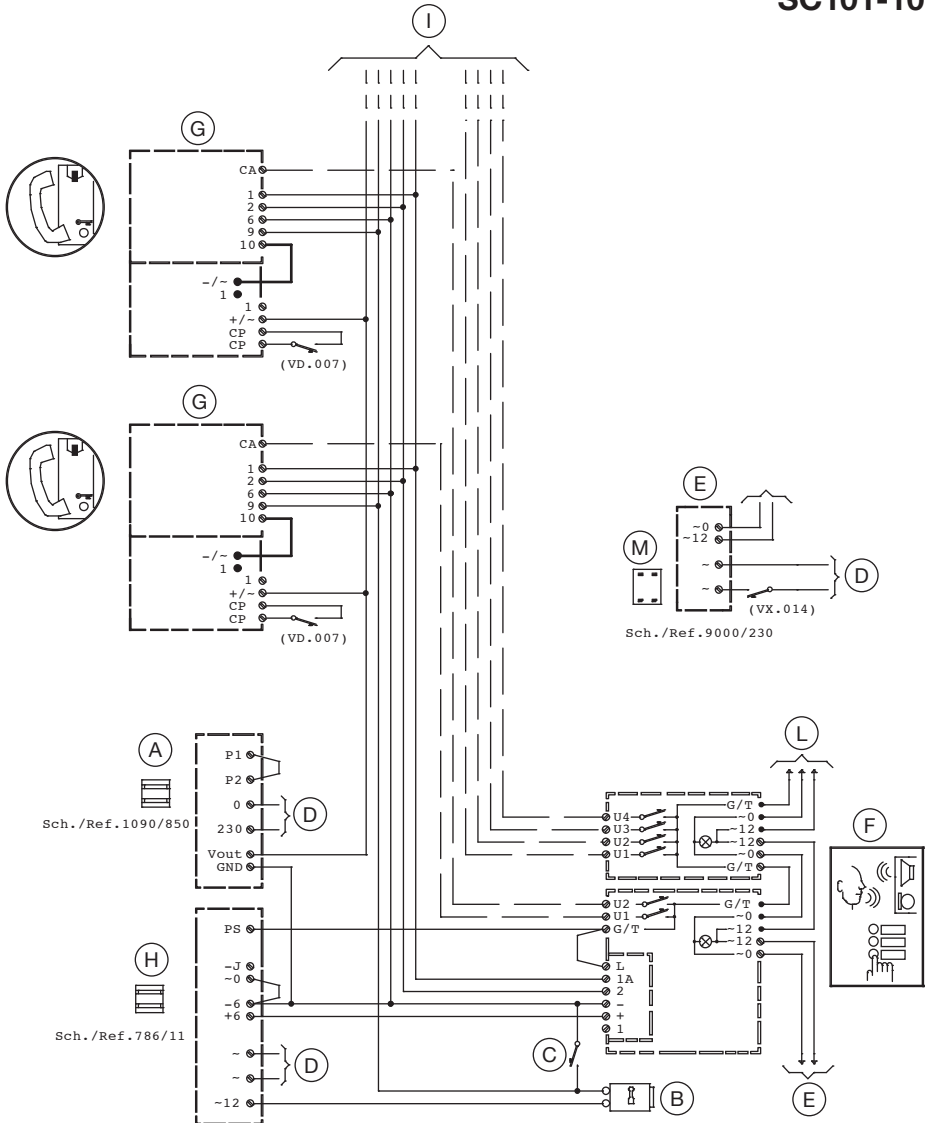 SC101-10
I
G
CA
1
2
6
9
10
-/~
1
1
+/~
CP
CP
(VD.007)
G
CA
1
2
6
9
10
-/~
1
1
+/~
CP
CP
(VD.007)
E
~0
~12
~
~
M
D
(VX.014)
Sch./Ref.9000/230
A
P1
P2
0
230
Vout
GND
D
Sch./Ref.1090/850
L
U4
U3
U2
U1
G/T
~0
~12
~12
~0
G/T
F
U2
U1
G/T
G/T
~0
~12
~12
~0
L
1A
2
-
+
1
H
PS
-J
~0
-6
+6
~
~
~12
D
Sch./Ref.786/11
C
B
E